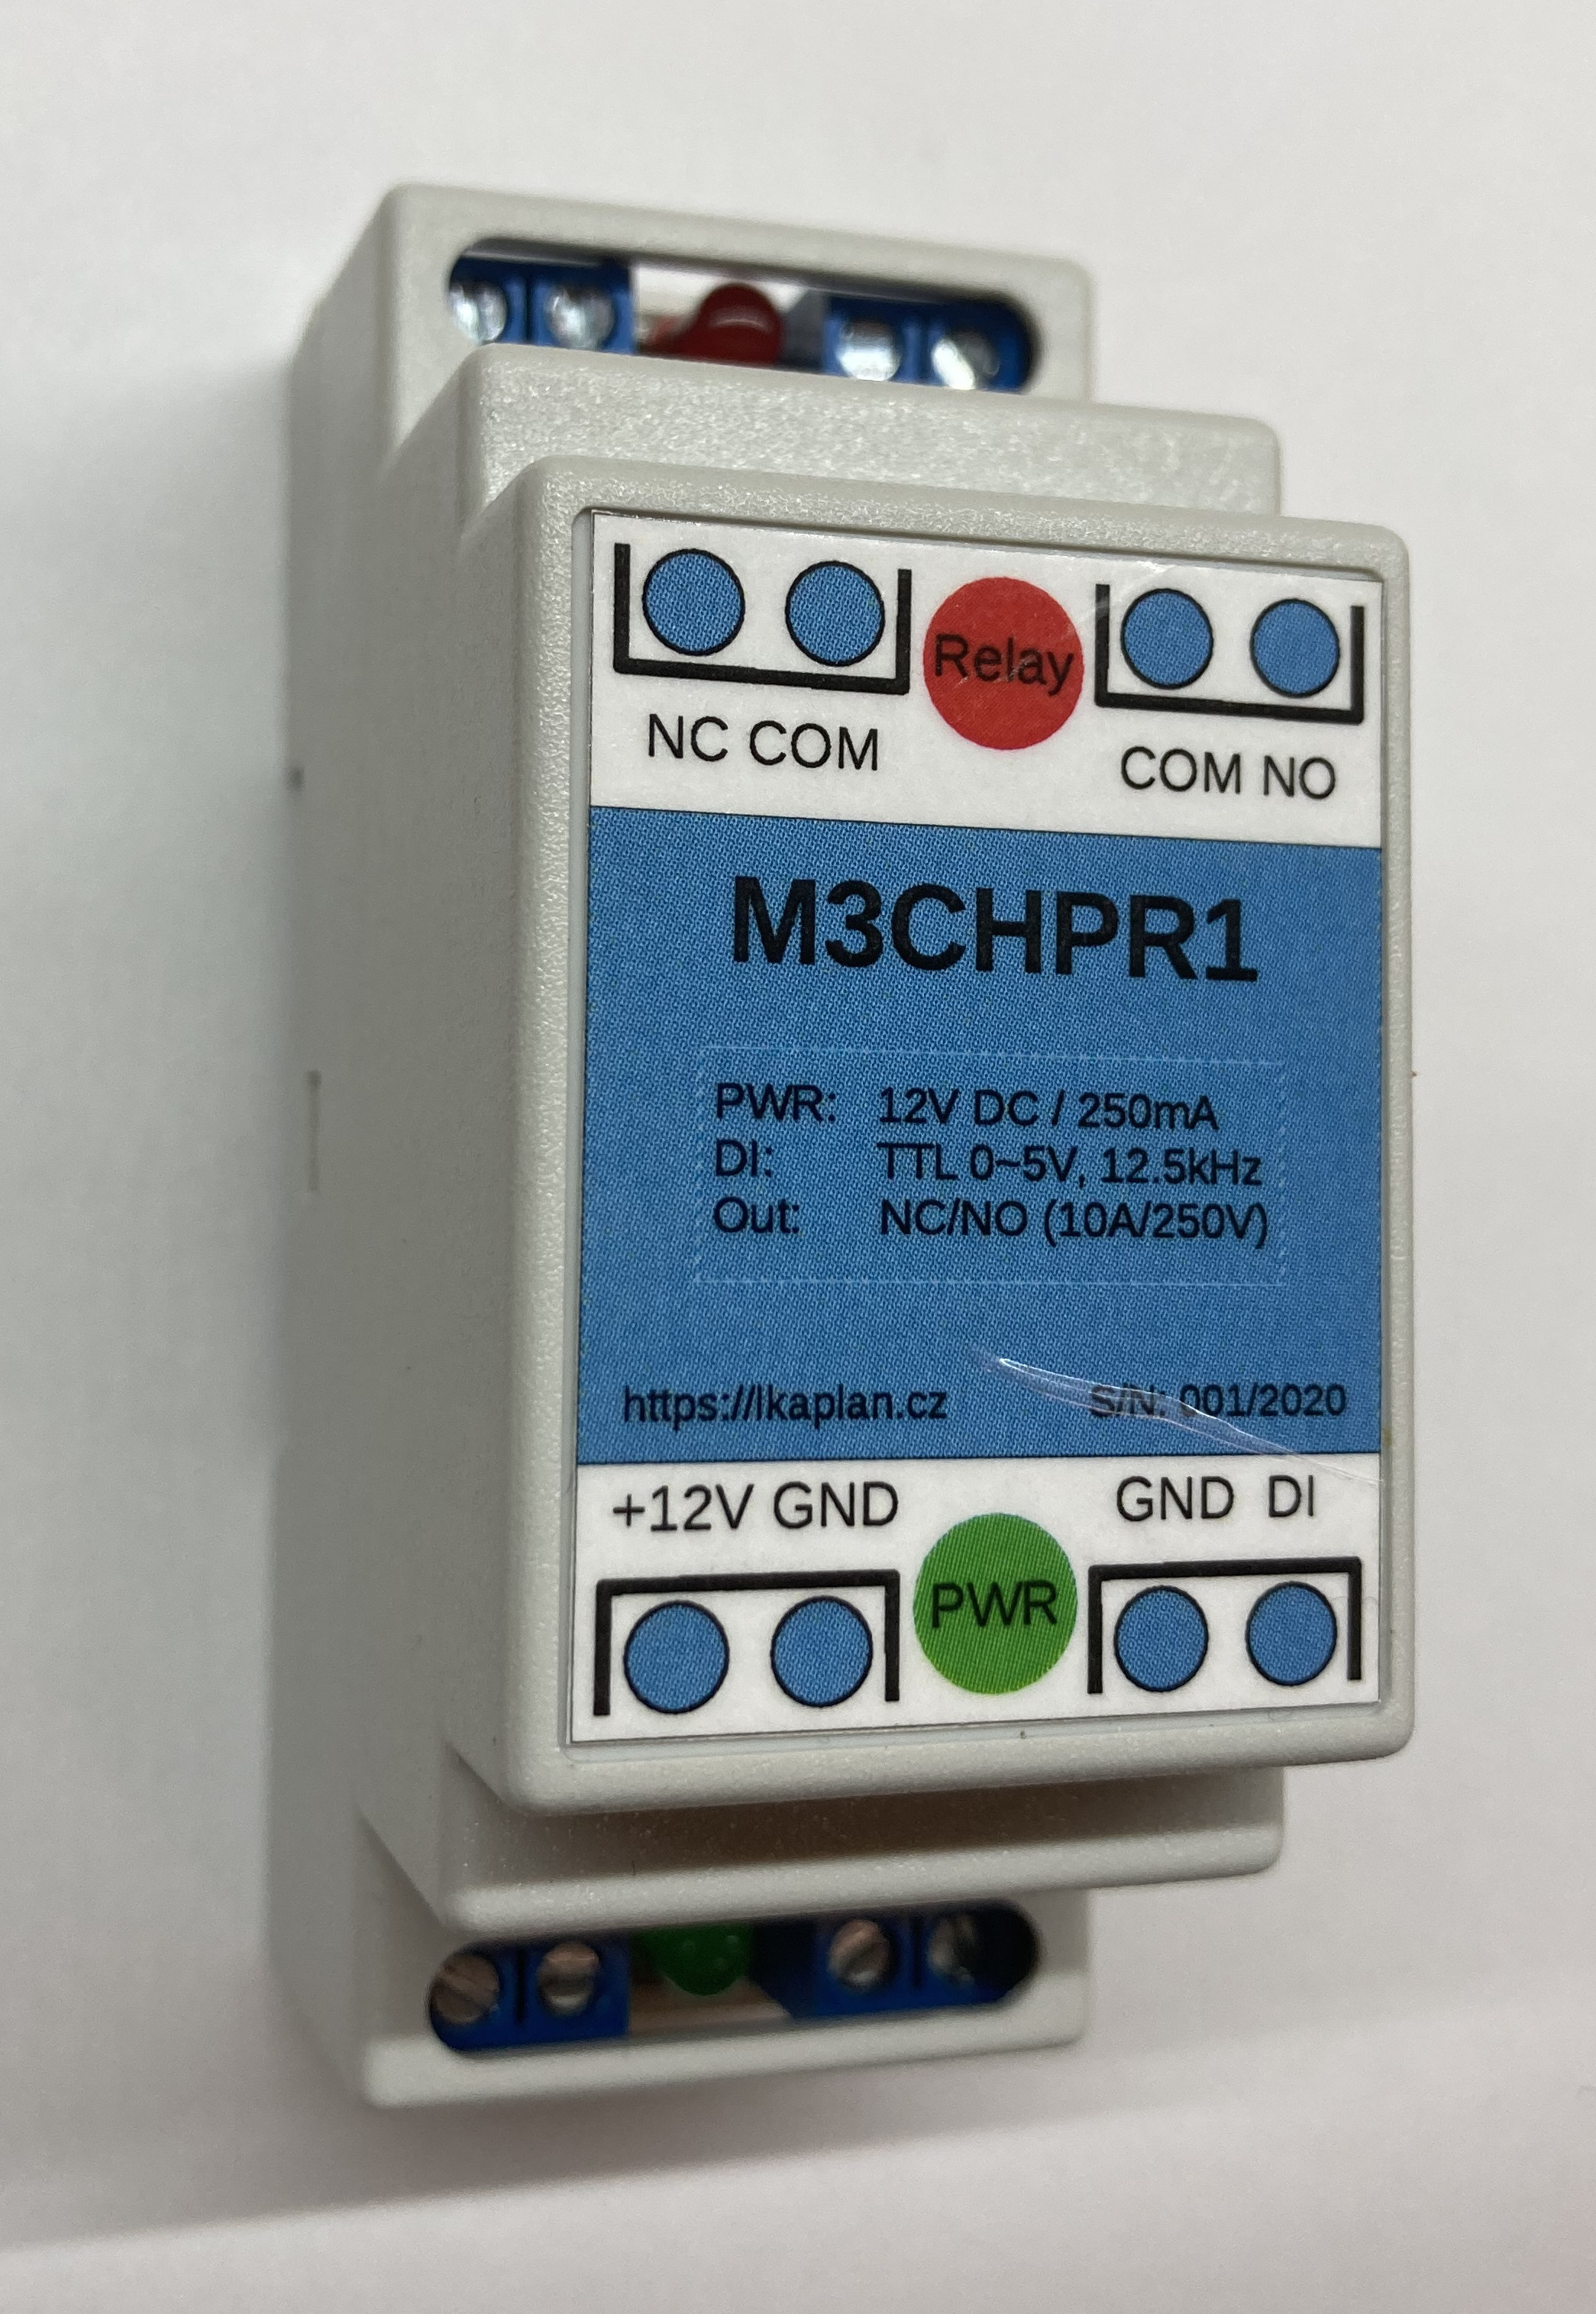 Relay
NC COM
COM NO
M3CHPR1
PWR: 12V DC / 250mA
DI: TTL 0~5V, 12.5kHz
Out: NC/NO (10A/250V)
https://lkaplan.cz
S/N: 001/2020
+12V GND
GND DI
PWR